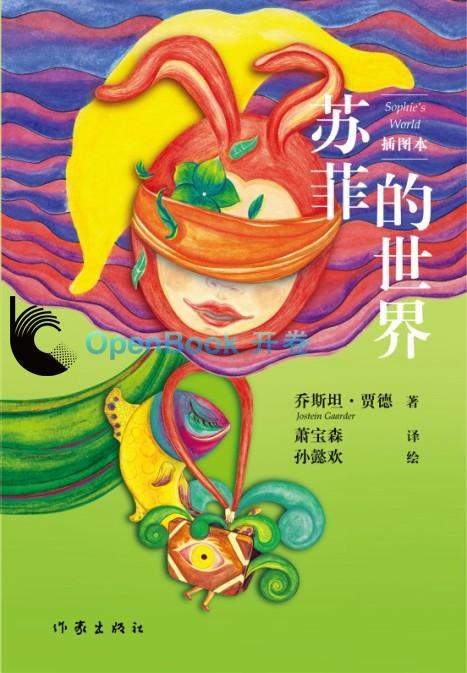 苏菲的世界
Sophie's
World
插图本
OpenBook 开卷
乔斯坦·贾德 著
Jostein Gaarder
萧宝森 译
孙懿欢 绘
作家出版社